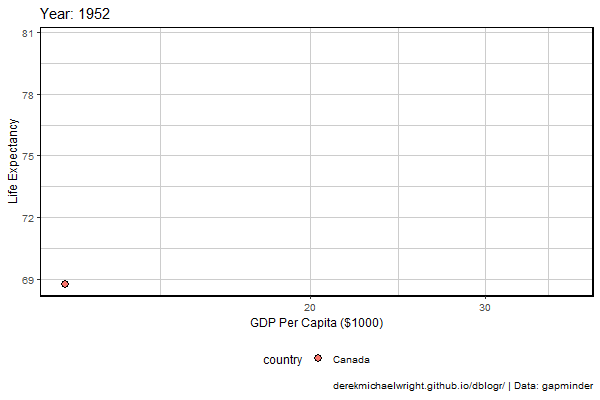 Year: 1952
81
78
75
72
69
Life Expectancy
20
30
GDP Per Capita ($1000)
country
Canada
derekmichaelwright.github.io/dblogr/ | Data: gapminder